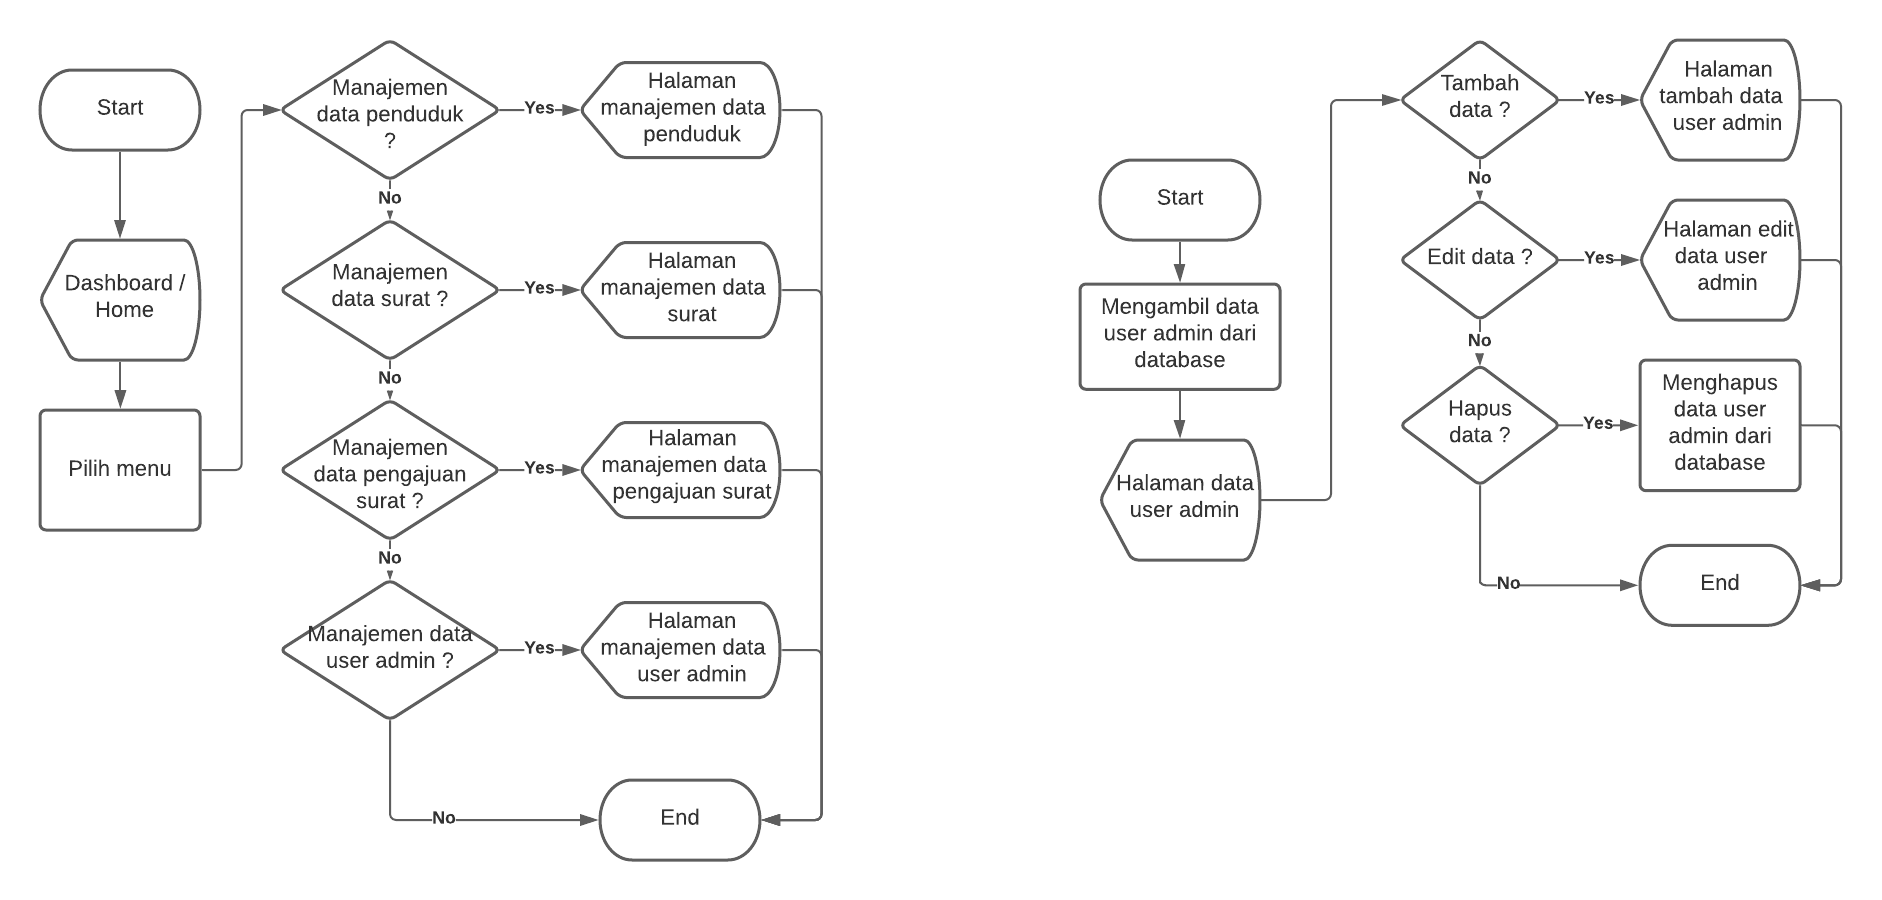 Start
Dashboard /
Home
Pilih menu
Manajemen
data penduduk
?
Yes
Halaman
manajemen data
penduduk
No
Manajemen
data surat ?
Yes
Halaman
manajemen data
surat
No
Manajemen
data pengajuan
surat ?
Yes
Halaman
manajemen data
pengajuan surat
No
Manajemen data
user admin ?
Yes
Halaman
manajemen data
user admin
No
End
Start
Mengambil data
user admin dari
database
Halaman data
user admin
Tambah
data ?
Yes
Halaman
tambah data
user admin
No
Edit data ?
Yes
Halaman edit
data user
admin
No
Hapus
data ?
Yes
Menghapus
data user
admin dari
database
No
End